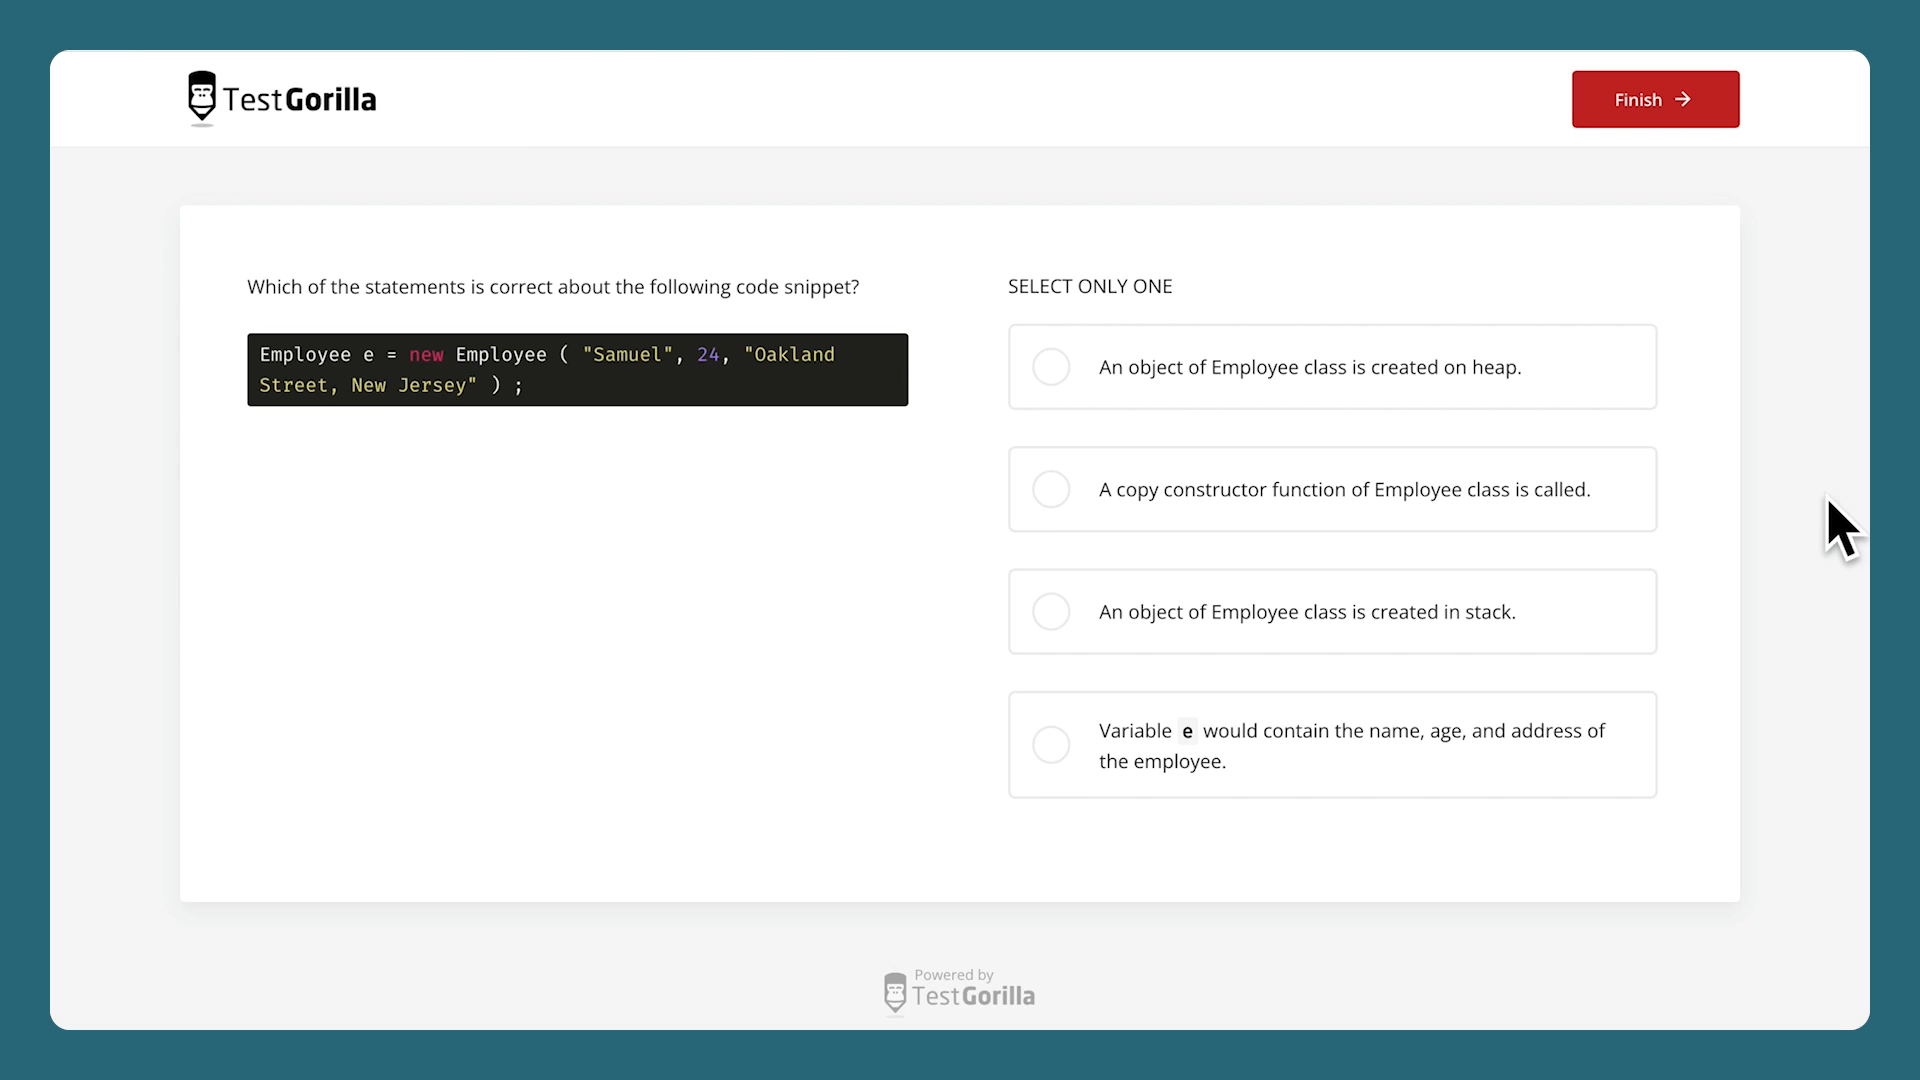 TestGorilla
Finish
Which of the statements is correct about the following code snippet?
Employee e = new Employee ( "Samuel", 24, "Oakland
Street, New Jersey" ) ;
SELECT ONLY ONE
An object of Employee class is created on heap.
A copy constructor function of Employee class is called.
An object of Employee class is created in stack.
Variable e would contain the name, age, and address of
the employee.
Powered by
TestGorilla